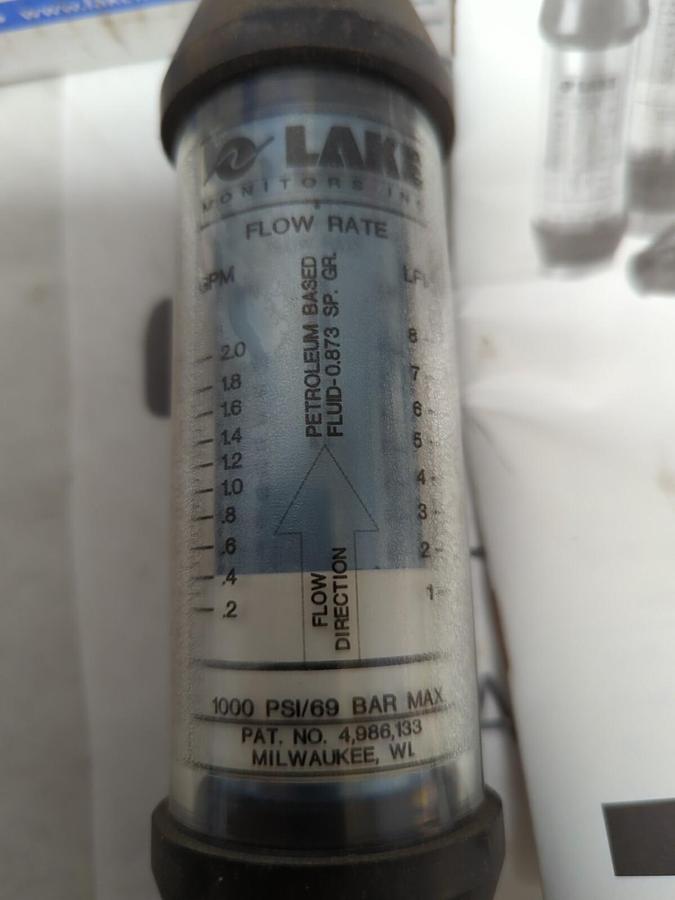 LAKE
MONITORS INC
FLOW RATE
GPM
PETROLEUM BASED
FLUID-0.873 SP. GR.
2.0
1.8
1.6
1.4
1.2
1.0
.8
.6
.4
.2
8
7
6
5
4
3
2
1
FLOW
DIRECTION
1000 PSI/69 BAR MAX
PAT. NO. 4,986,133
MILWAUKEE, WI.